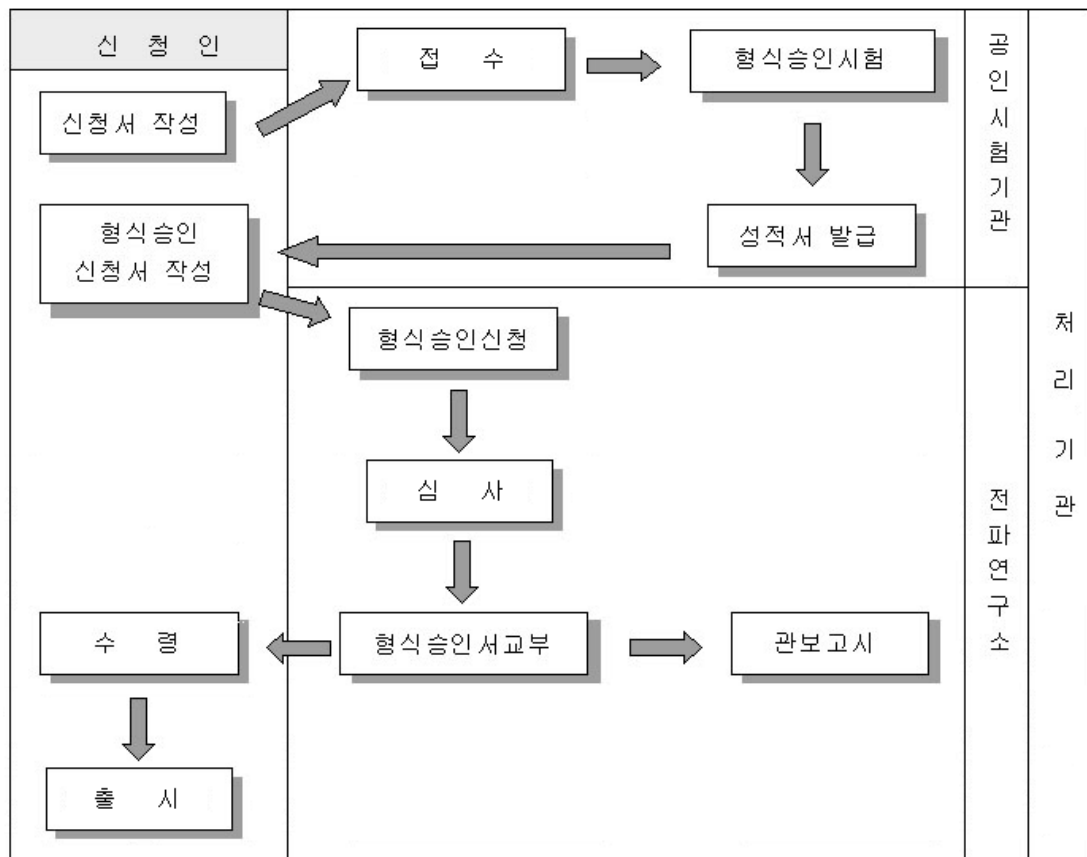 신 청 인
신청서 작성
접 수
형식승인시험
성적서 발급
형식승인
신청서 작성
형식승인신청
심 사
형식승인서교부
관보고시
수 령
출 시
공인시험기관
전파연구소
처리기관